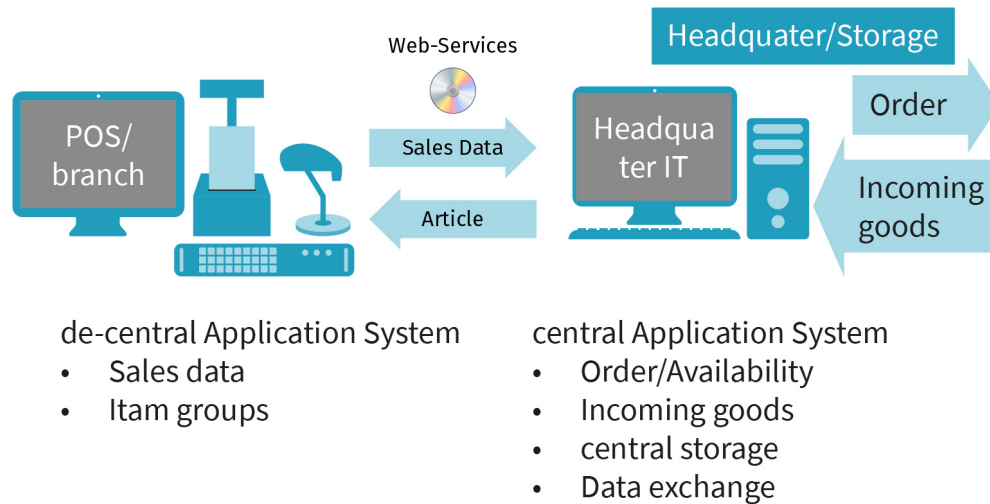 Headquater/Storage
Web-Services
POS/
branch
Sales Data
Article
Headqua
ter IT
Order
Incoming
goods
de-central Application System
• Sales data
• Itam groups
central Application System
• Order/Availability
• Incoming goods
• central storage
• Data exchange